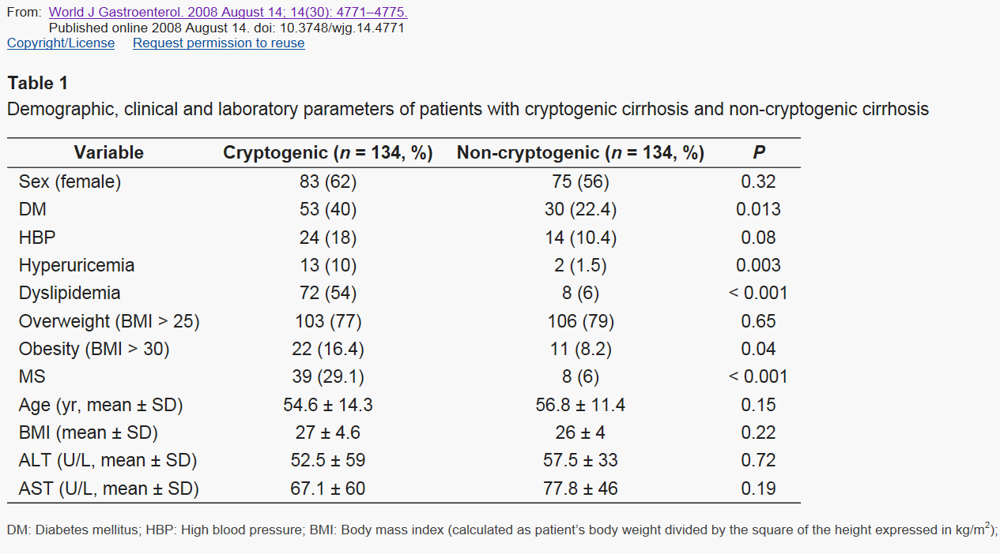 From: World J Gastroenterol. 2008 August 14; 14(30): 4771–4775.
Published online 2008 August 14. doi: 10.3748/wjg.14.4771
Copyright/License Request permission to reuse
Table 1
Demographic, clinical and laboratory parameters of patients with cryptogenic cirrhosis and non-cryptogenic cirrhosis
Variable Cryptogenic (n = 134, %) Non-cryptogenic (n = 134, %) P
Sex (female) 83 (62) 75 (56) 0.32
DM 53 (40) 30 (22.4) 0.013
HBP 24 (18) 14 (10.4) 0.08
Hyperuricemia 13 (10) 2 (1.5) 0.003
Dyslipidemia 72 (54) 8 (6) < 0.001
Overweight (BMI > 25) 103 (77) 106 (79) 0.65
Obesity (BMI > 30) 22 (16.4) 11 (8.2) 0.04
MS 39 (29.1) 8 (6) < 0.001
Age (yr, mean ± SD) 54.6 ± 14.3 56.8 ± 11.4 0.15
BMI (mean ± SD) 27 ± 4.6 26 ± 4 0.22
ALT (U/L, mean ± SD) 52.5 ± 59 57.5 ± 33 0.72
AST (U/L, mean ± SD) 67.1 ± 60 77.8 ± 46 0.19
DM: Diabetes mellitus; HBP: High blood pressure; BMI: Body mass index (calculated as patient's body weight divided by the square of the height expressed in kg/m²);